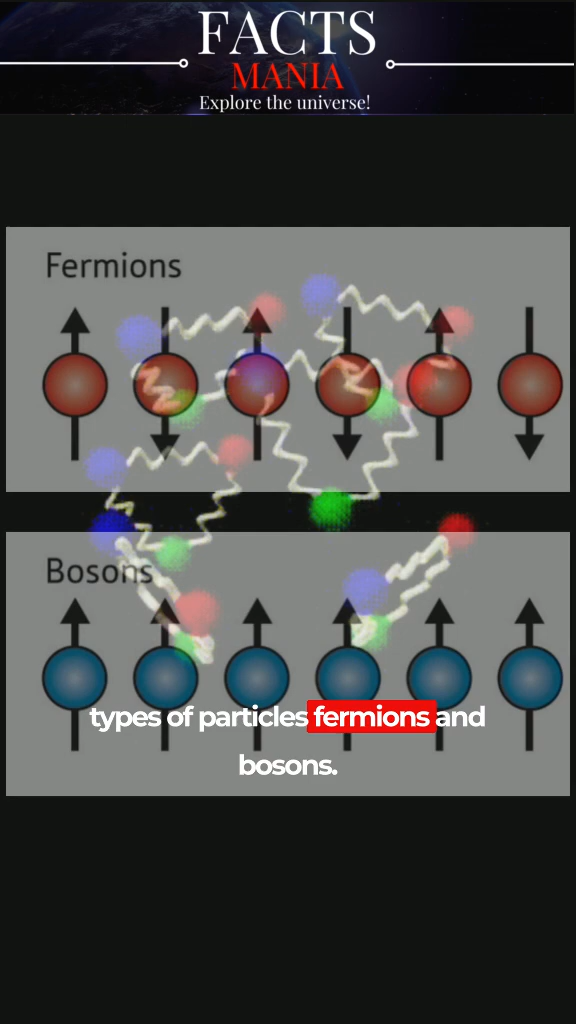 FACTS
MANIA
Explore the universe!
Fermions
Bosons
types of particles fermions and
bosons.